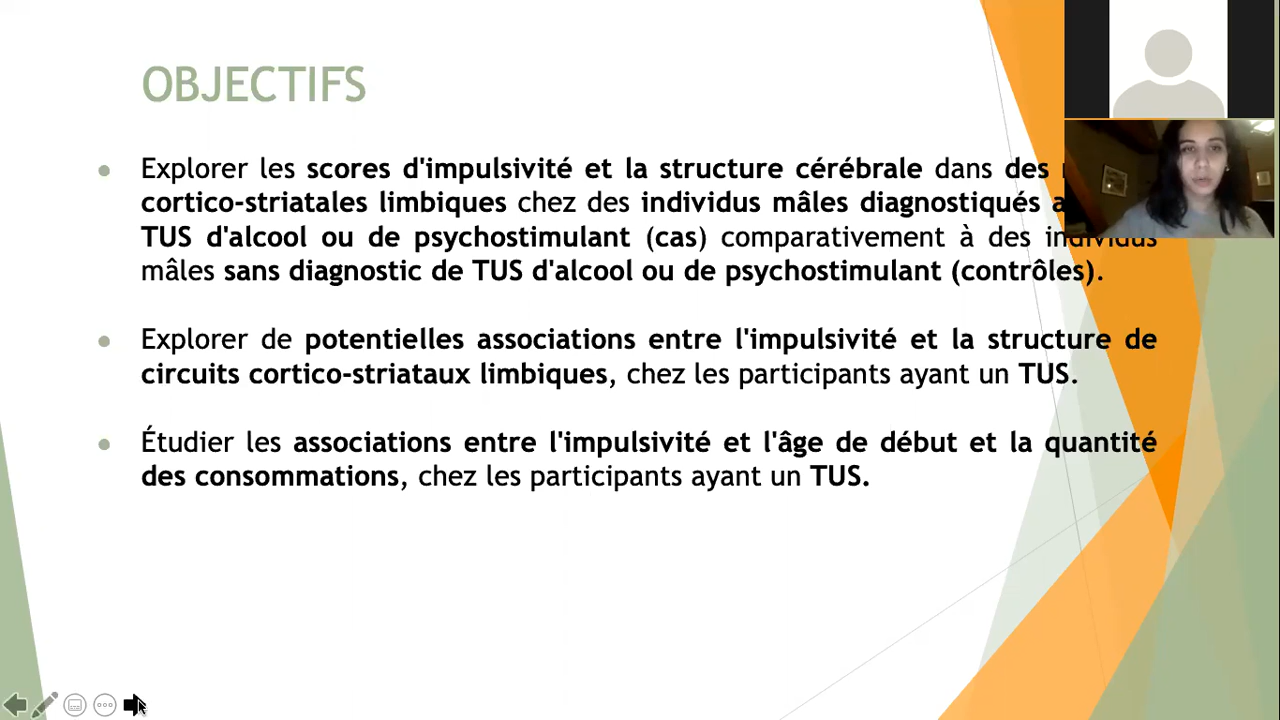 OBJECTIFS
Explorer les scores d'impulsivité et la structure cérébrale dans des
cortico-striatales limbiques chez des individus mâles diagnostiqués
TUS d'alcool ou de psychostimulant (cas) comparativement à des individus
mâles sans diagnostic de TUS d'alcool ou de psychostimulant (contrôles).
Explorer de potentielles associations entre l'impulsivité et la structure de
circuits cortico-striataux limbiques, chez les participants ayant un TUS.
Étudier les associations entre l'impulsivité et l'âge de début et la quantité
des consommations, chez les participants ayant un TUS.